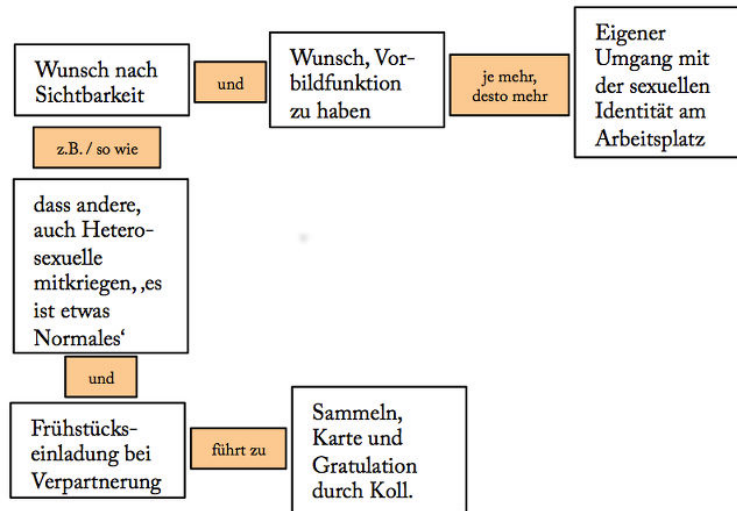 Wunsch nach
Sichtbarkeit
und
Wunsch, Vor-
bildfunktion
zu haben
je mehr,
desto mehr
Eigener
Umgang mit
der sexuellen
Identität am
Arbeitsplatz
z.B. / so wie
dass andere,
auch Hetero-
sexuelle
mitkriegen, ‚es
ist etwas
Normales‘
und
Frühstücks-
einladung bei
Verpartnerung
führt zu
Sammeln,
Karte und
Gratulation
durch Koll.